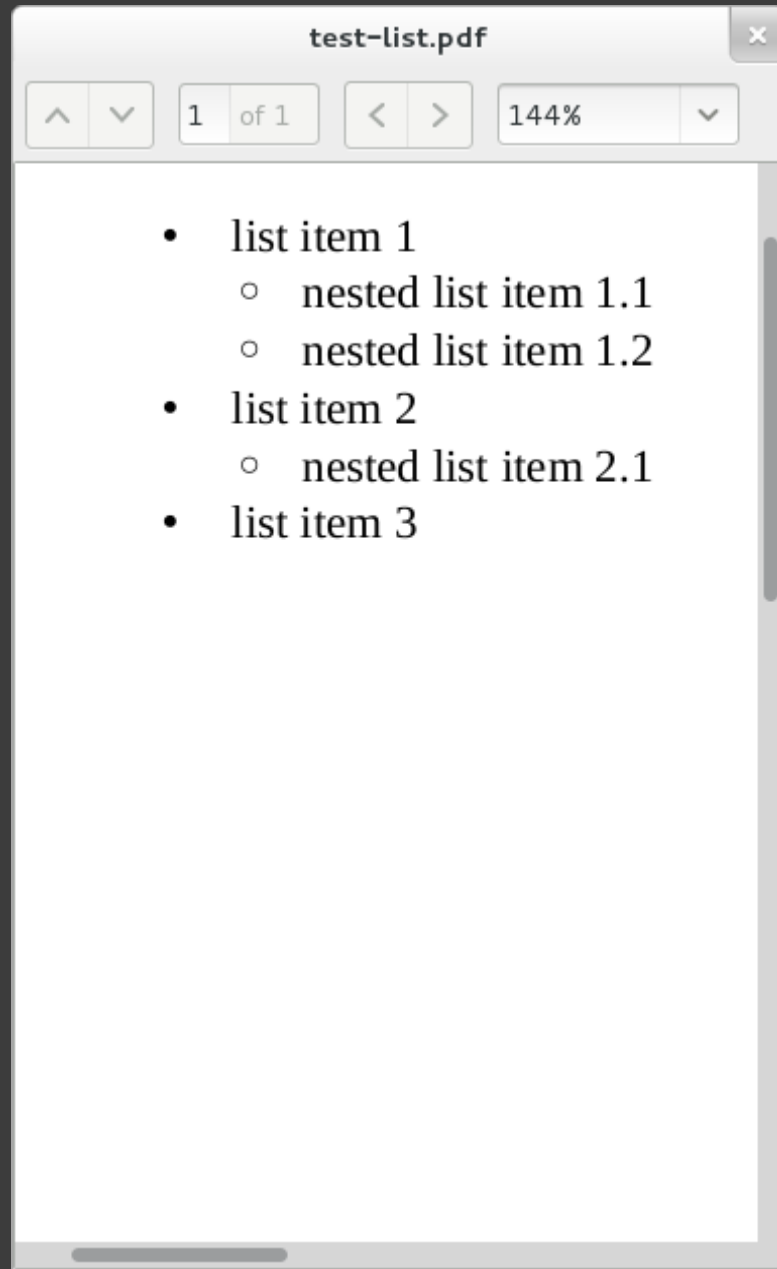 test-list.pdf
1 of 1 144%
• list item 1
◦ nested list item 1.1
◦ nested list item 1.2
• list item 2
◦ nested list item 2.1
• list item 3